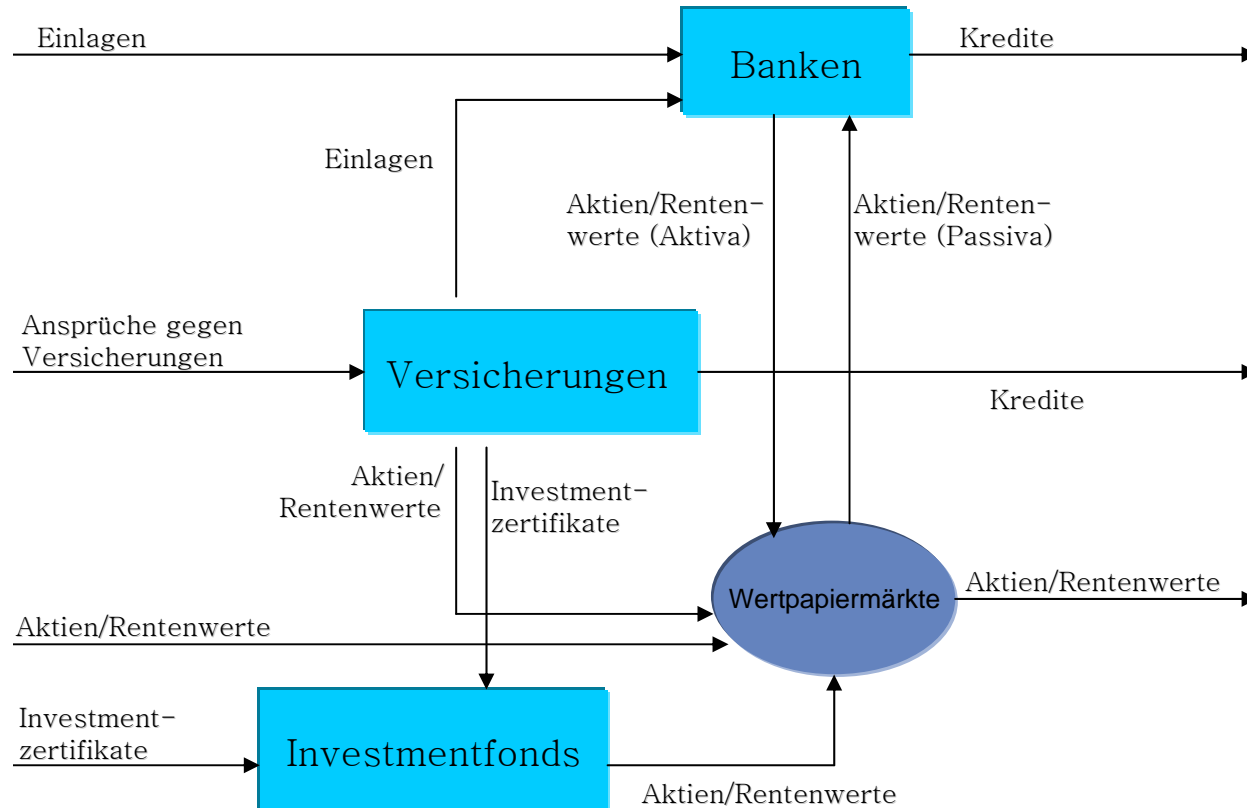 Einlagen
Kredite
Banken
Einlagen
Aktien/Renten-
werte (Aktiva)
Aktien/Renten-
werte (Passiva)
Ansprüche gegen
Versicherungen
Versicherungen
Kredite
Aktien/
Rentenwerte
Investment-
zertifikate
Wertpapiermärkte
Aktien/Rentenwerte
Aktien/Rentenwerte
Investment-
zertifikate
Investmentfonds
Aktien/Rentenwerte